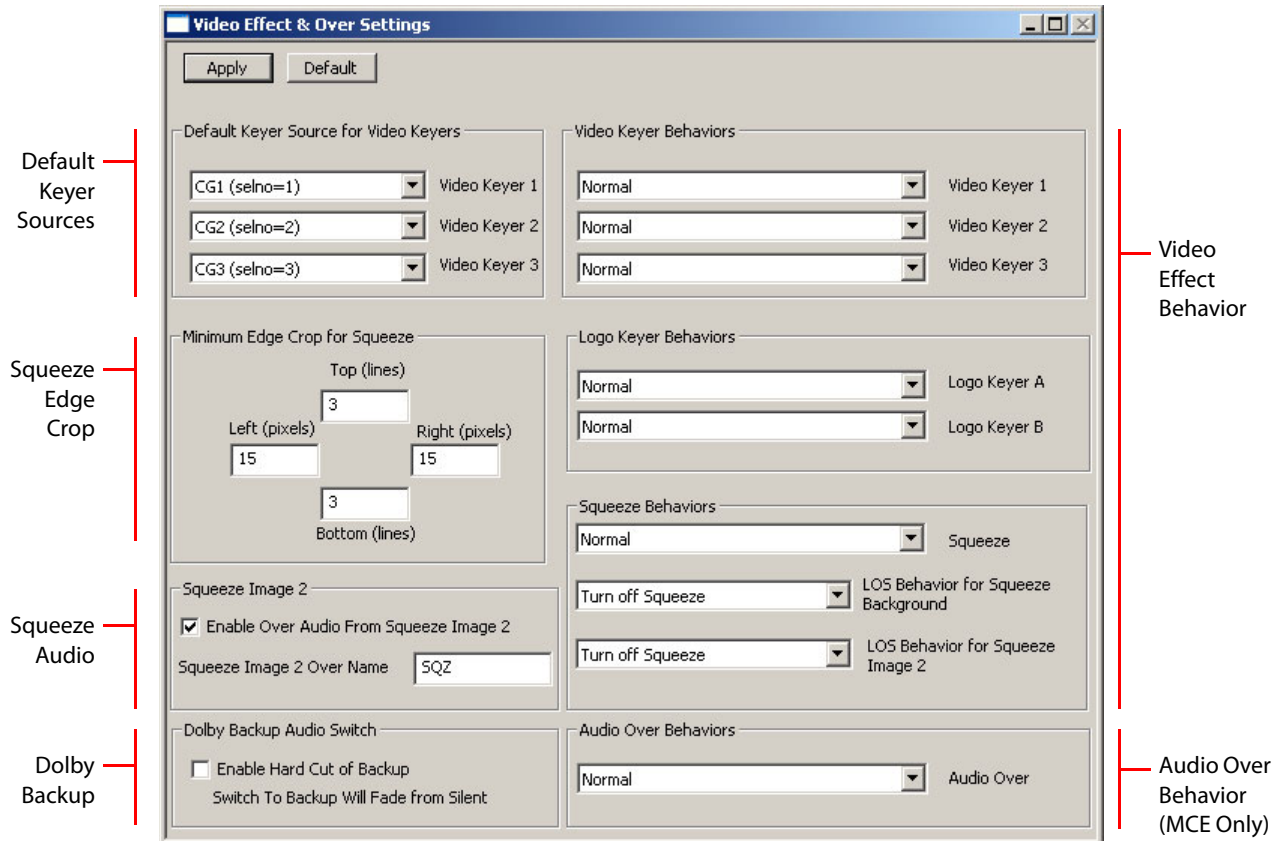 Video Effect & Over Settings
Apply
Default
Default Keyer Source for Video Keyers
CG1 (selno=1)
Video Keyer 1
CG2 (selno=2)
Video Keyer 2
CG3 (selno=3)
Video Keyer 3
Video Keyer Behaviors
Normal
Video Keyer 1
Normal
Video Keyer 2
Normal
Video Keyer 3
Default
Keyer
Sources
Video
Effect
Behavior
Minimum Edge Crop for Squeeze
Top (lines)
3
Left (pixels)
15
Right (pixels)
15
3
Bottom (lines)
Squeeze
Edge
Crop
Logo Keyer Behaviors
Normal
Logo Keyer A
Normal
Logo Keyer B
Squeeze Behaviors
Normal
Squeeze
Turn off Squeeze
LOS Behavior for Squeeze
Background
Turn off Squeeze
LOS Behavior for Squeeze
Image 2
Squeeze Image 2
Enable Over Audio From Squeeze Image 2
Squeeze Image 2 Over Name
SQZ
Squeeze
Audio
Dolby Backup Audio Switch
Enable Hard Cut of Backup
Switch To Backup Will Fade from Silent
Dolby
Backup
Audio Over Behaviors
Normal
Audio Over
Audio Over
Behavior
(MCE Only)